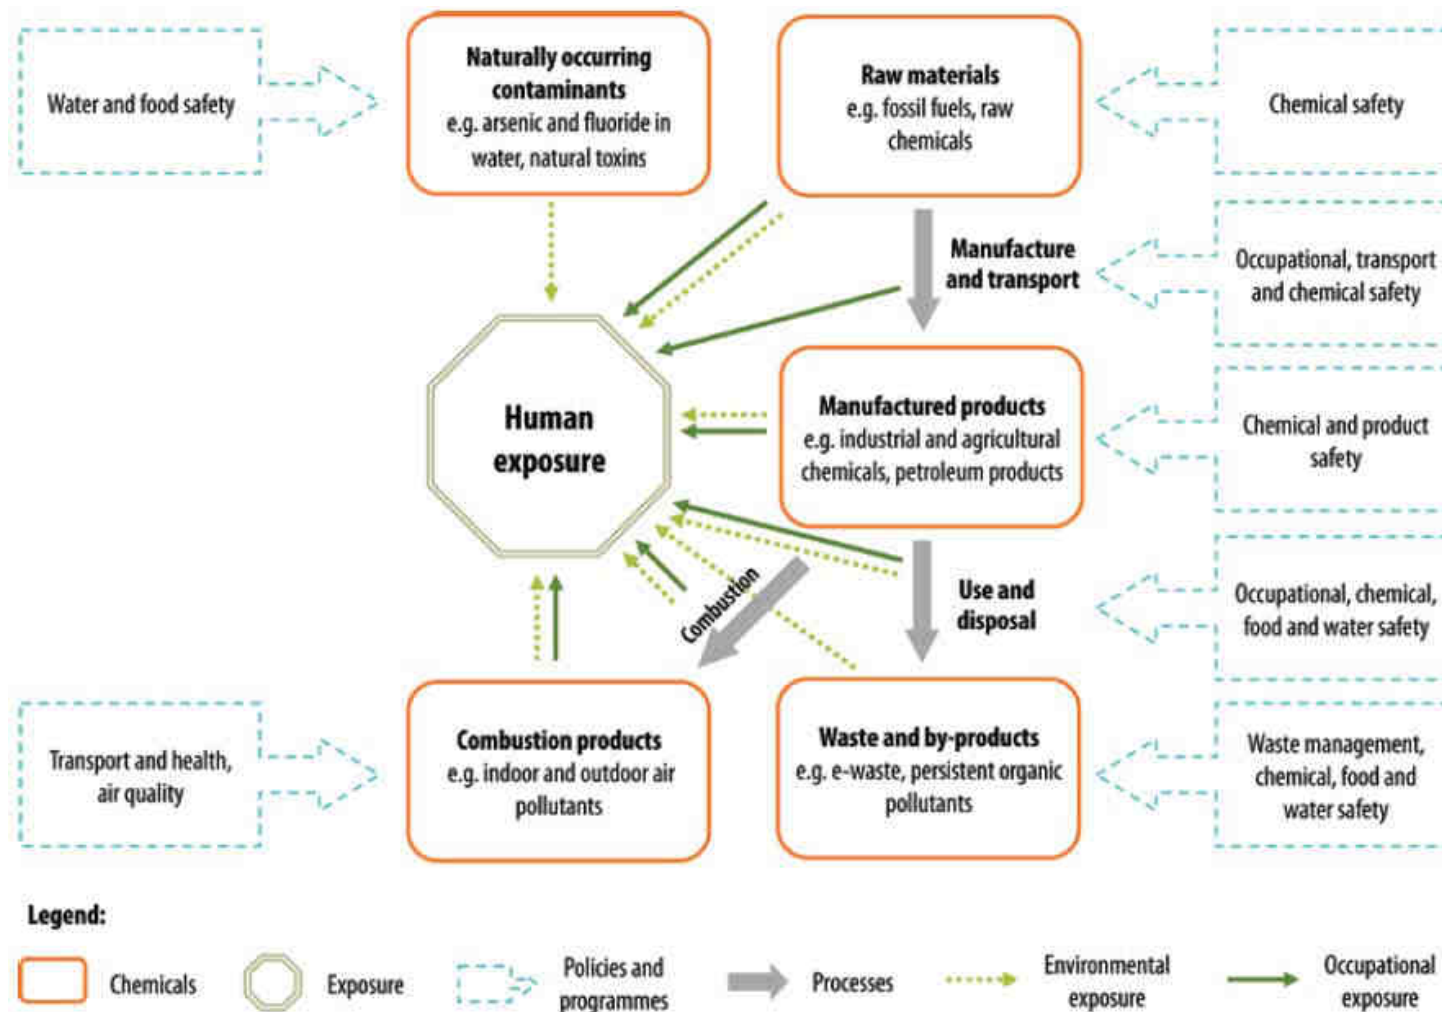 Water and food safety
Naturally occurring
contaminants
e.g. arsenic and fluoride in
water, natural toxins
Raw materials
e.g. fossil fuels, raw
chemicals
Chemical safety
Manufacture
and transport
Occupational, transport
and chemical safety
Human
exposure
Manufactured products
e.g. industrial and agricultural
chemicals, petroleum products
Chemical and product
safety
Combustion
Use and
disposal
Occupational, chemical,
food and water safety
Transport and health,
air quality
Combustion products
e.g. indoor and outdoor air
pollutants
Waste and by-products
e.g. e-waste, persistent organic
pollutants
Waste management,
chemical, food and
water safety
Legend:
Chemicals
Exposure
Policies and
programmes
Processes
Environmental
exposure
Occupational
exposure